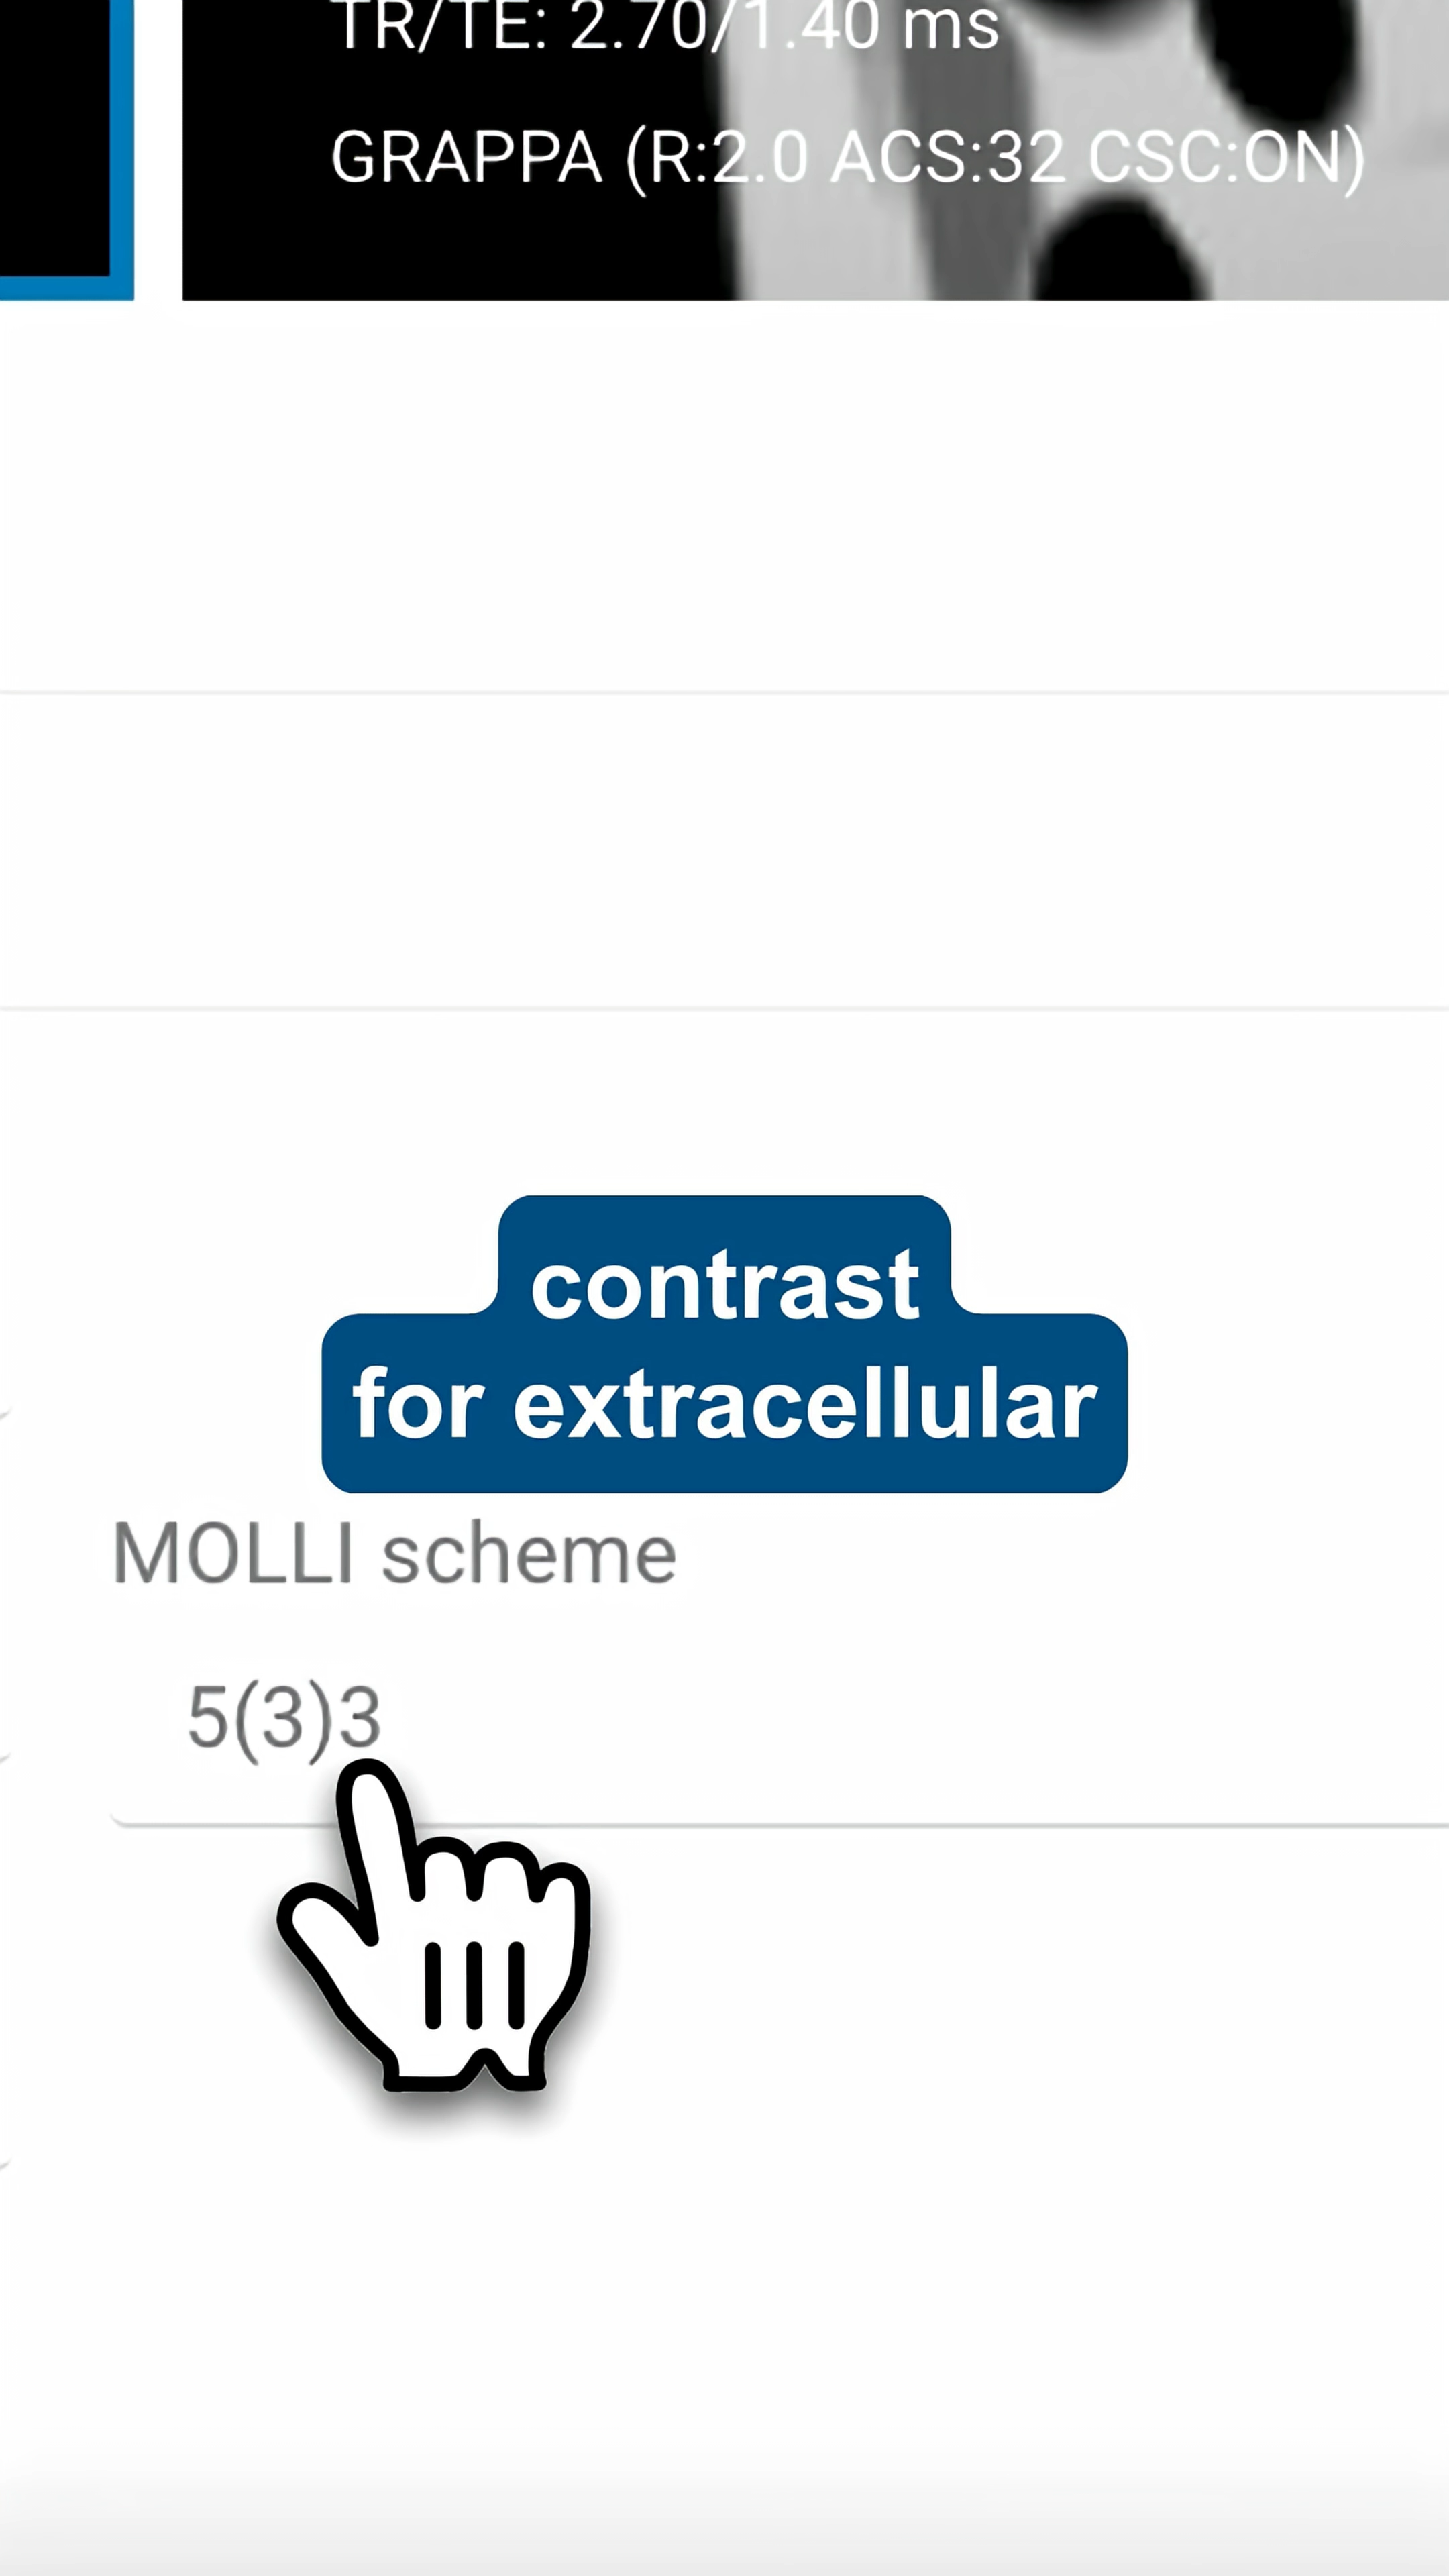 TR/TE: 2.70/1.40 ms
GRAPPA (R:2.0 ACS:32 CSC:ON)
contrast
for extracellular
MOLLI scheme
5(3)3